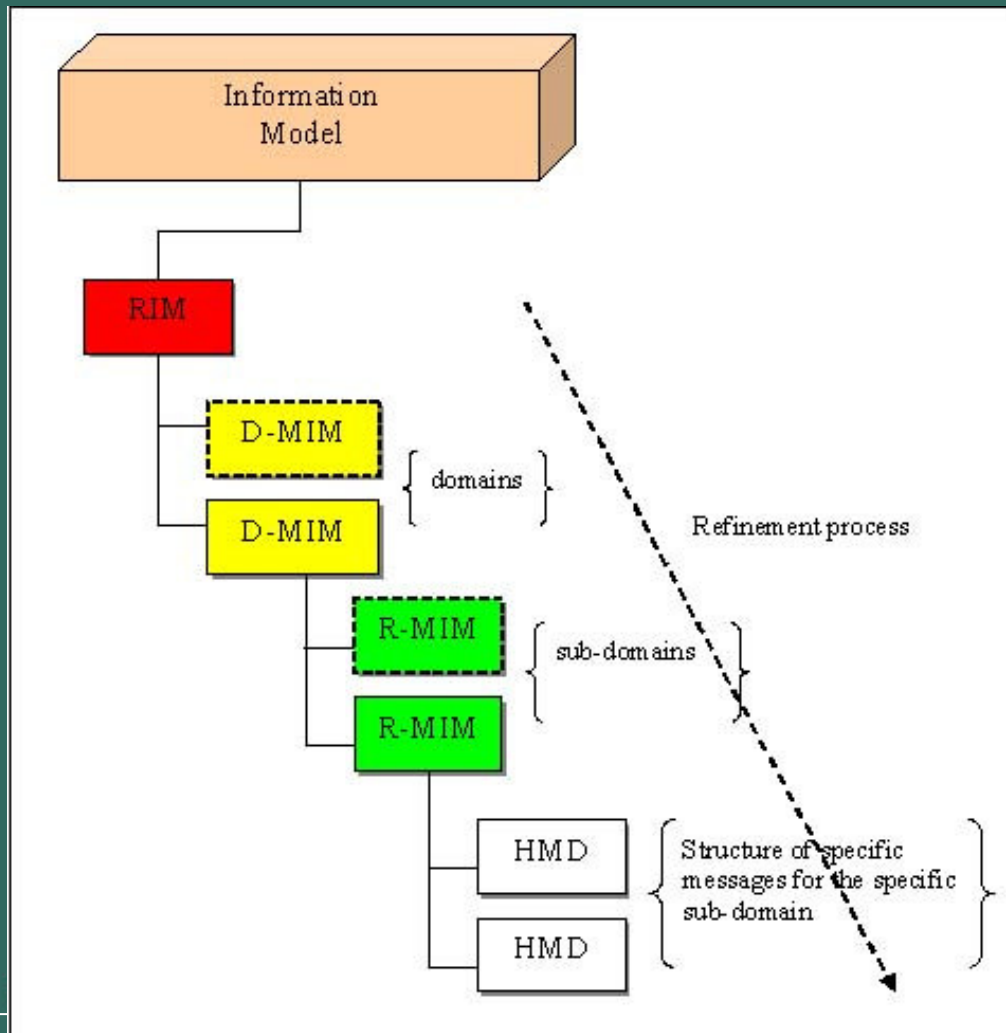 Information
Model
RIM
D-MIM
domains
D-MIM
Refinement process
R-MIM
sub-domains
R-MIM
HMD
Structure of specific
messages for the specific
sub-domain
HMD